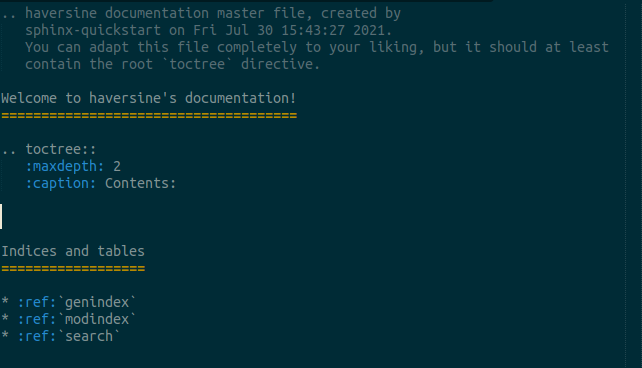 .. haversine documentation master file, created by
   sphinx-quickstart on Fri Jul 30 15:43:27 2021.
   You can adapt this file completely to your liking, but it should at least
   contain the root `toctree` directive.

Welcome to haversine's documentation!
=====================================

.. toctree::
   :maxdepth: 2
   :caption: Contents:

Indices and tables
==================

* :ref:`genindex`
* :ref:`modindex`
* :ref:`search`